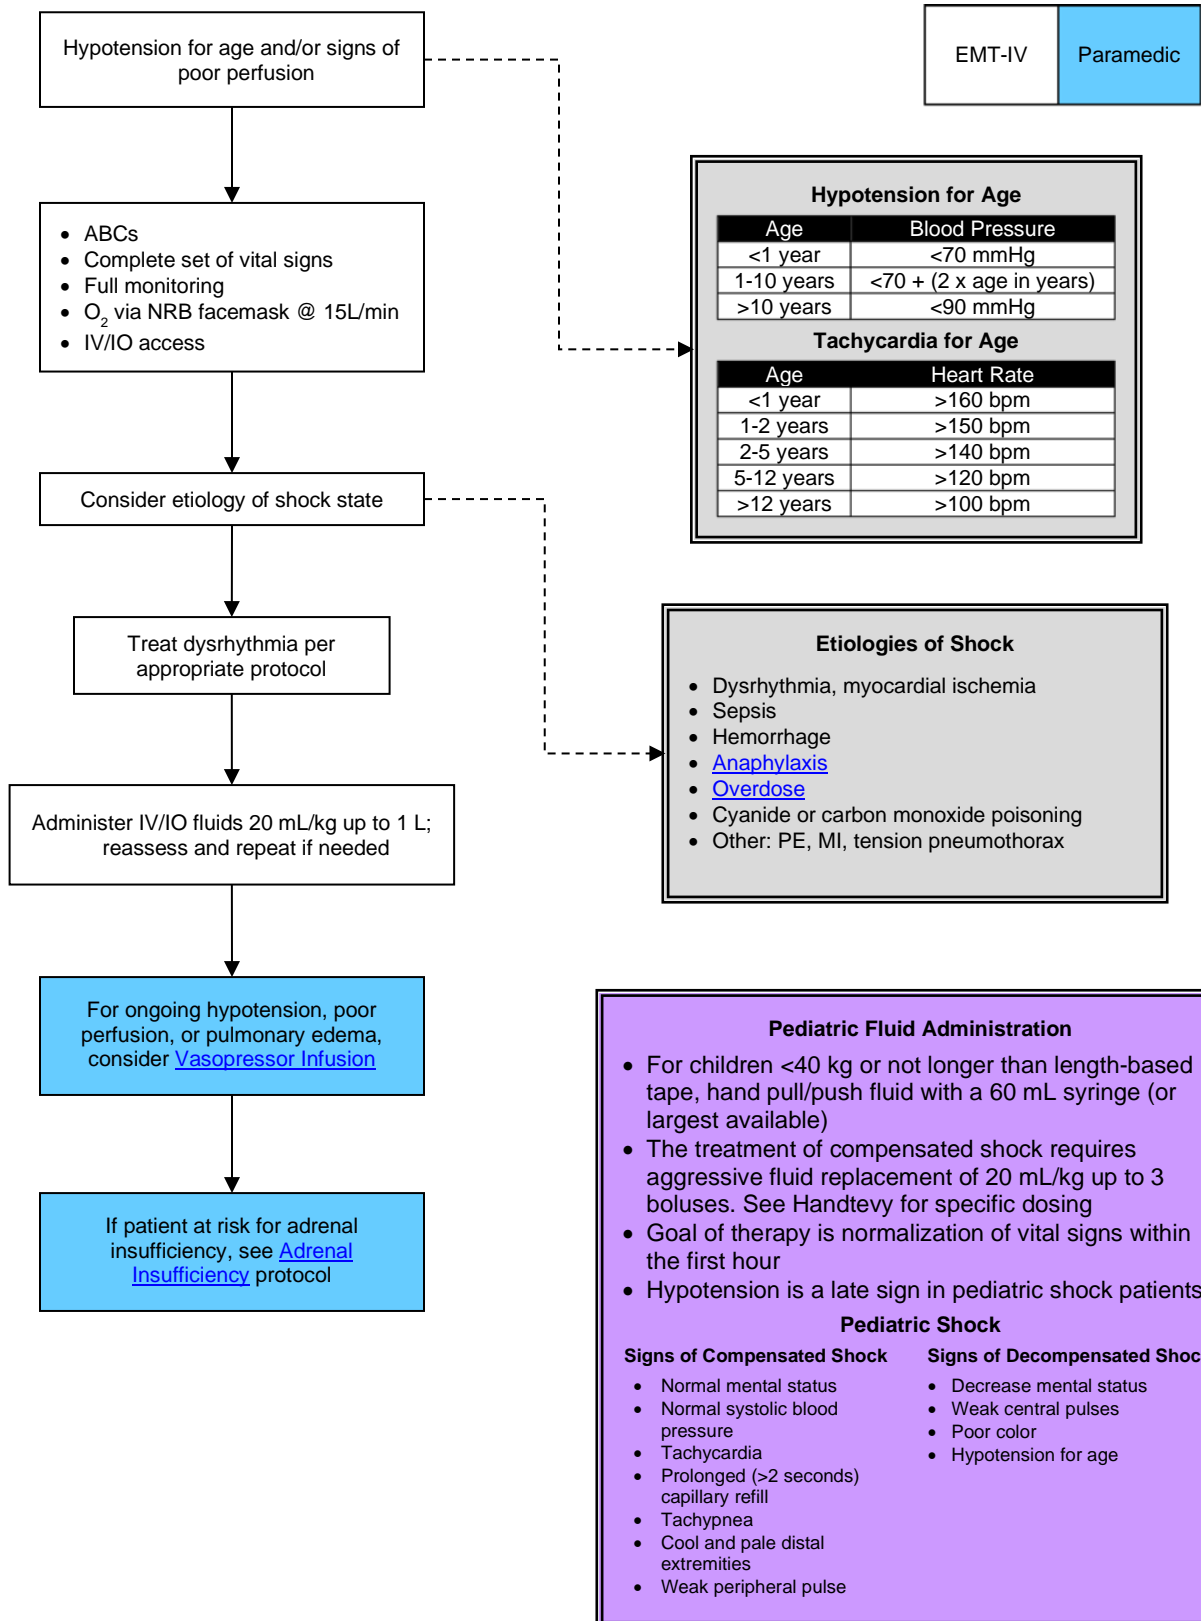 Hypotension for age and/or signs of
poor perfusion
EMT-IV
Paramedic
• ABCs
• Complete set of vital signs
• Full monitoring
• O2 via NRB facemask @ 15L/min
• IV/IO access
Hypotension for Age
Age Blood Pressure
<1 year <70 mmHg
1-10 years <70 + (2 x age in years)
>10 years <90 mmHg
Tachycardia for Age
Age Heart Rate
<1 year >160 bpm
1-2 years >150 bpm
2-5 years >140 bpm
5-12 years >120 bpm
>12 years >100 bpm
Consider etiology of shock state
Treat dysrhythmia per
appropriate protocol
Etiologies of Shock
• Dysrhythmia, myocardial ischemia
• Sepsis
• Hemorrhage
• Anaphylaxis
• Overdose
• Cyanide or carbon monoxide poisoning
• Other: PE, MI, tension pneumothorax
Administer IV/IO fluids 20 mL/kg up to 1 L;
reassess and repeat if needed
For ongoing hypotension, poor
perfusion, or pulmonary edema,
consider Vasopressor Infusion
If patient at risk for adrenal
insufficiency, see Adrenal
Insufficiency protocol
Pediatric Fluid Administration
• For children <40 kg or not longer than length-based
tape, hand pull/push fluid with a 60 mL syringe (or
largest available)
• The treatment of compensated shock requires
aggressive fluid replacement of 20 mL/kg up to 3
boluses. See Handtevy for specific dosing
• Goal of therapy is normalization of vital signs within
the first hour
• Hypotension is a late sign in pediatric shock patients
Pediatric Shock
Signs of Compensated Shock
• Normal mental status
• Normal systolic blood
pressure
• Tachycardia
• Prolonged (>2 seconds)
capillary refill
• Tachypnea
• Cool and pale distal
extremities
• Weak peripheral pulse
Signs of Decompensated Shoc
• Decrease mental status
• Weak central pulses
• Poor color
• Hypotension for age